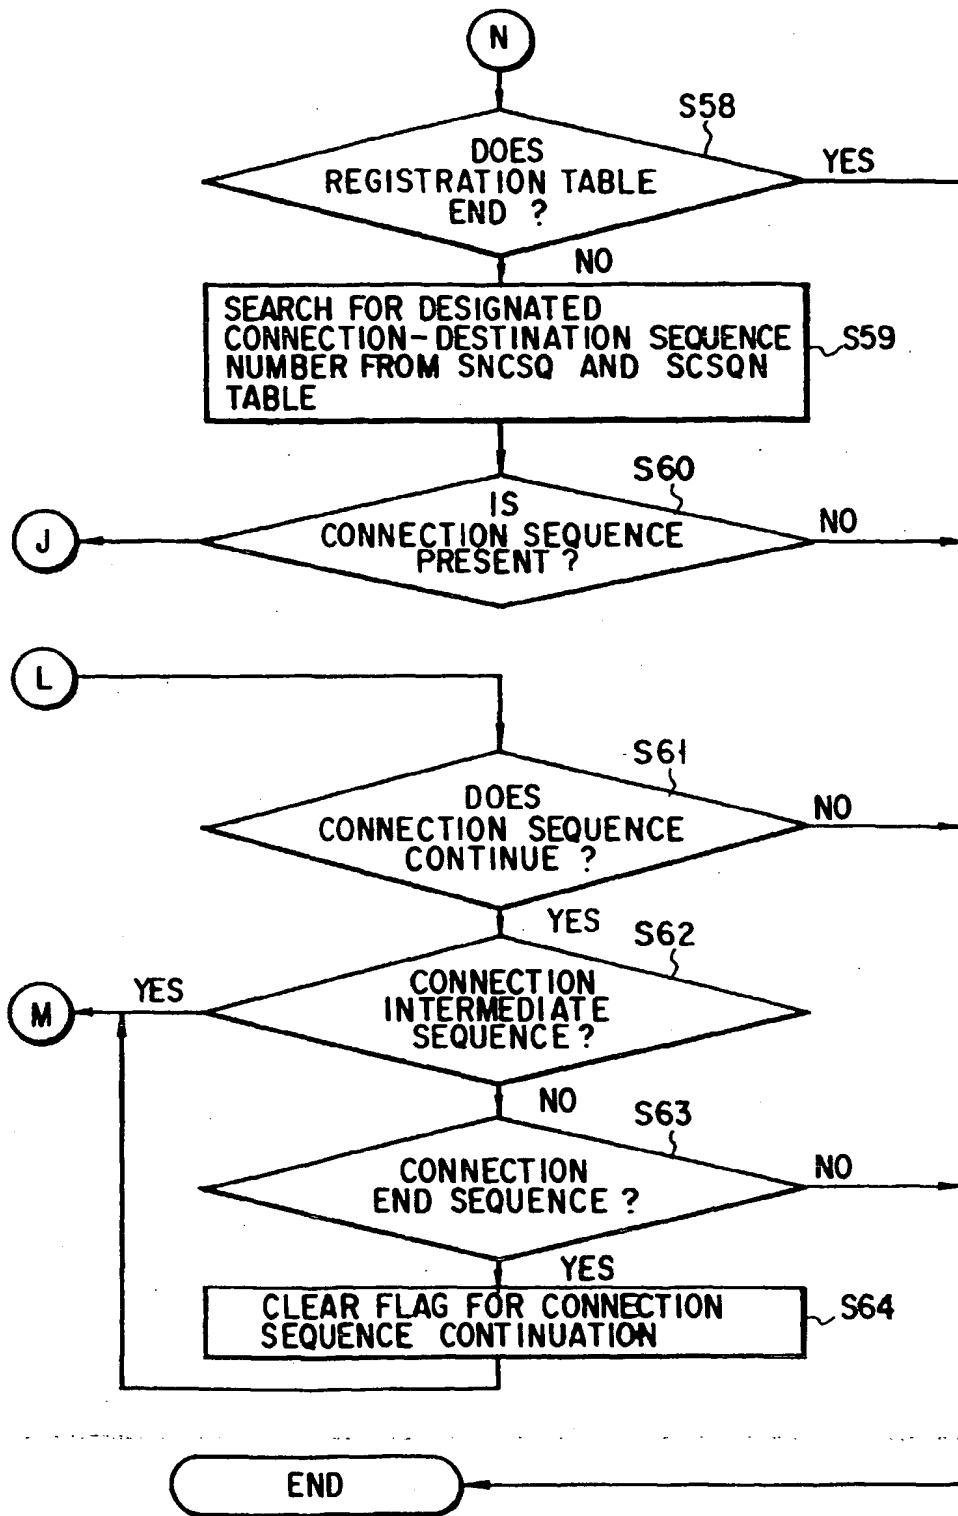 N
S58
DOES
REGISTRATION TABLE
END ?
YES
NO
SEARCH FOR DESIGNATED
CONNECTION-DESTINATION SEQUENCE
NUMBER FROM SNCSQ AND SCSQN
TABLE
S59
S60
IS
CONNECTION SEQUENCE
PRESENT ?
NO
J
L
S61
DOES
CONNECTION SEQUENCE
CONTINUE ?
NO
YES
S62
CONNECTION
INTERMEDIATE
SEQUENCE ?
YES
M
NO
S63
CONNECTION
END SEQUENCE ?
NO
YES
CLEAR FLAG FOR CONNECTION
SEQUENCE CONTINUATION
S64
END